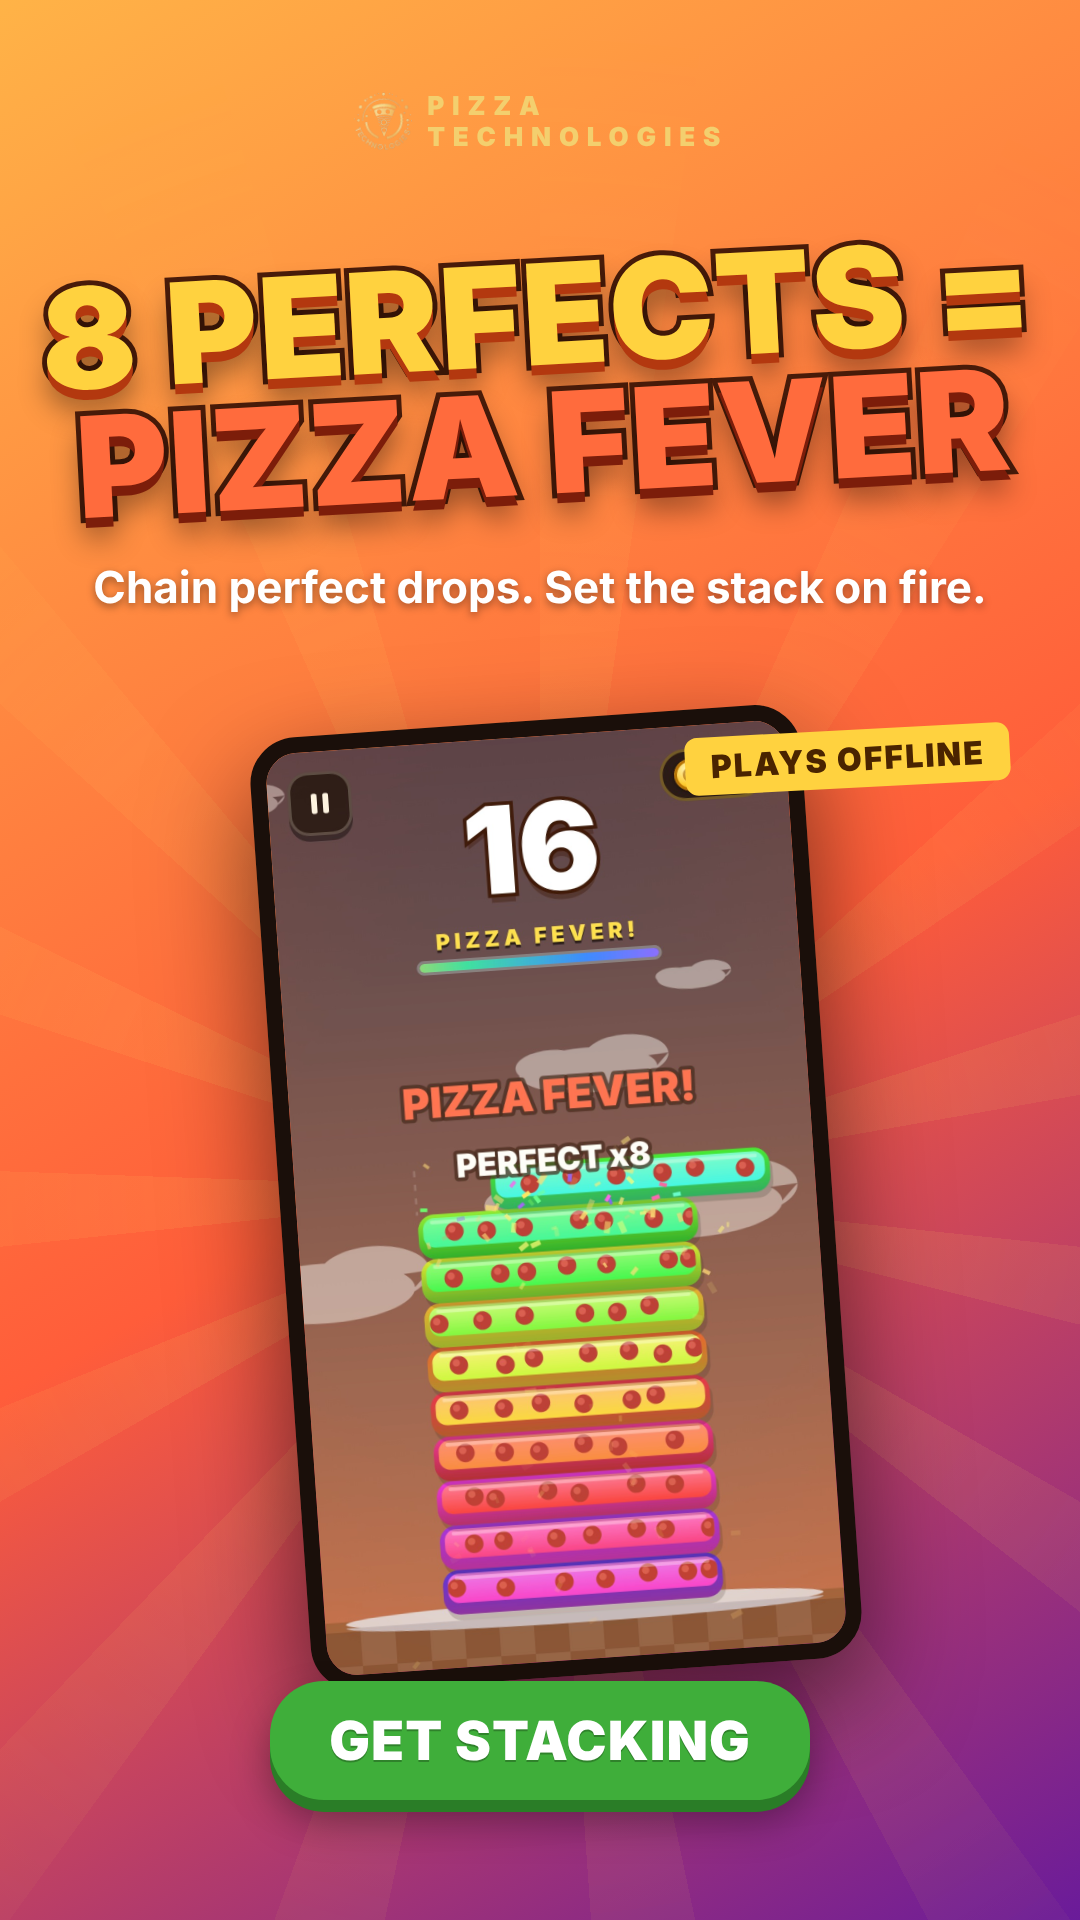 PIZZA
TECHNOLOGIES
8 PERFECTS =
PIZZA FEVER
Chain perfect drops. Set the stack on fire.
PLAYS OFFLINE
16
PIZZA FEVER!
PIZZA FEVER!
PERFECT x8
GET STACKING